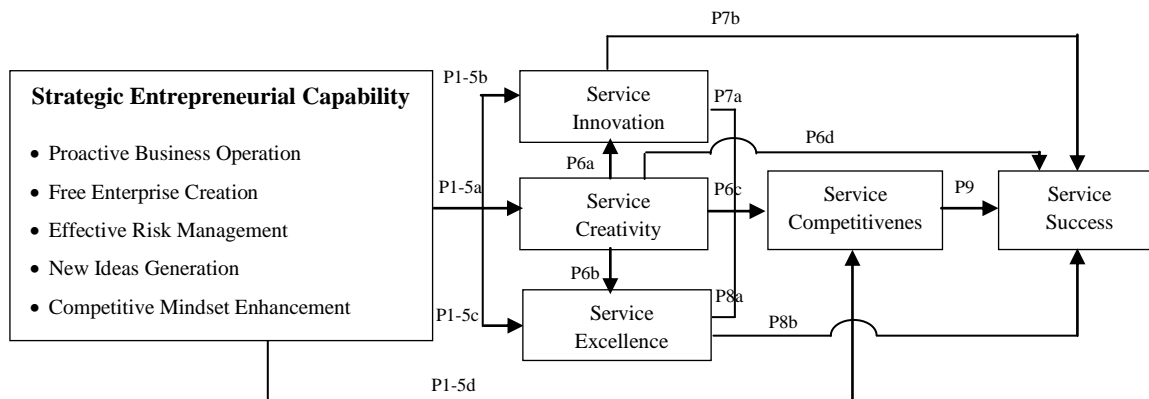 P7b
P1-5b
Strategic Entrepreneurial Capability
Service
Innovation
P7a
• Proactive Business Operation
P6a
P6d
• Free Enterprise Creation
P1-5a
Service
Creativity
P6c
Service
Competitivenes
P9
Service
Success
• Effective Risk Management
• New Ideas Generation
P6b
• Competitive Mindset Enhancement
P1-5c
Service
Excellence
P8a
P8b
P1-5d